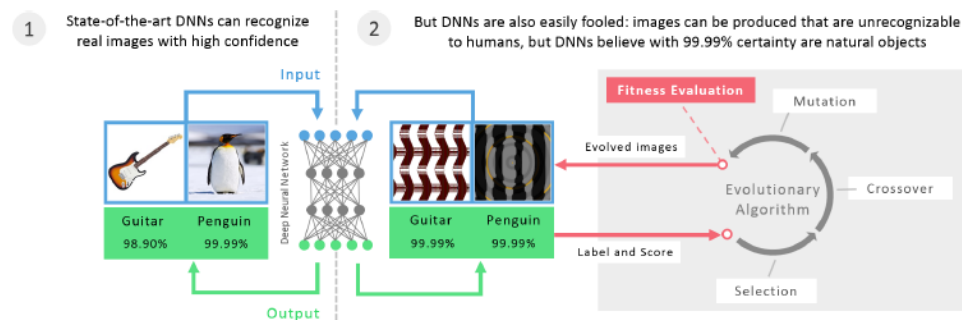 1
State-of-the-art DNNs can recognize
real images with high confidence
2
But DNNs are also easily fooled: images can be produced that are unrecognizable
to humans, but DNNs believe with 99.99% certainty are natural objects
Input
Deep Neural Network
Guitar
98.90%
Penguin
99.99%
Output
Guitar
99.99%
Penguin
99.99%
Evolved images
Label and Score
Fitness Evaluation
Mutation
Crossover
Selection
Evolutionary
Algorithm